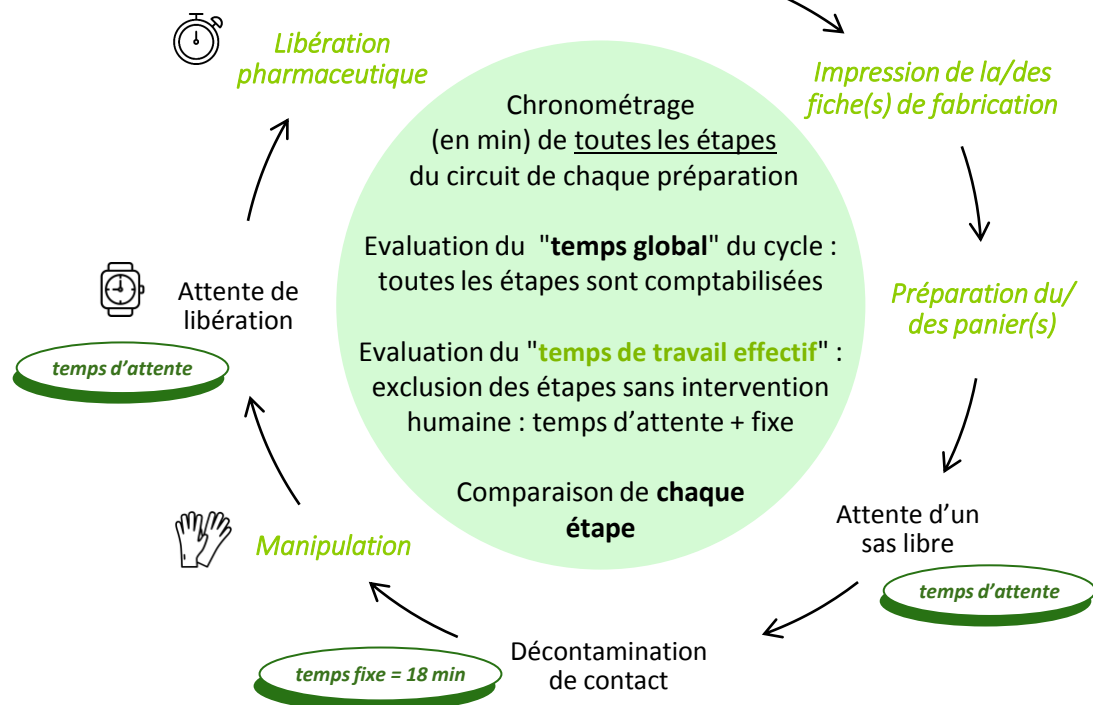 Libération
pharmaceutique
Impression de la/des
fiche(s) de fabrication
Chronométrage
(en min) de toutes les étapes
du circuit de chaque préparation
Evaluation du "temps global" du cycle :
toutes les étapes sont comptabilisées
Evaluation du "temps de travail effectif" :
exclusion des étapes sans intervention
humaine : temps d’attente + fixe
Comparaison de chaque
étape
Préparation du/
des panier(s)
Attente d’un
sas libre
temps d’attente
Décontamination
de contact
temps fixe = 18 min
Manipulation
Attente de
libération
temps d’attente